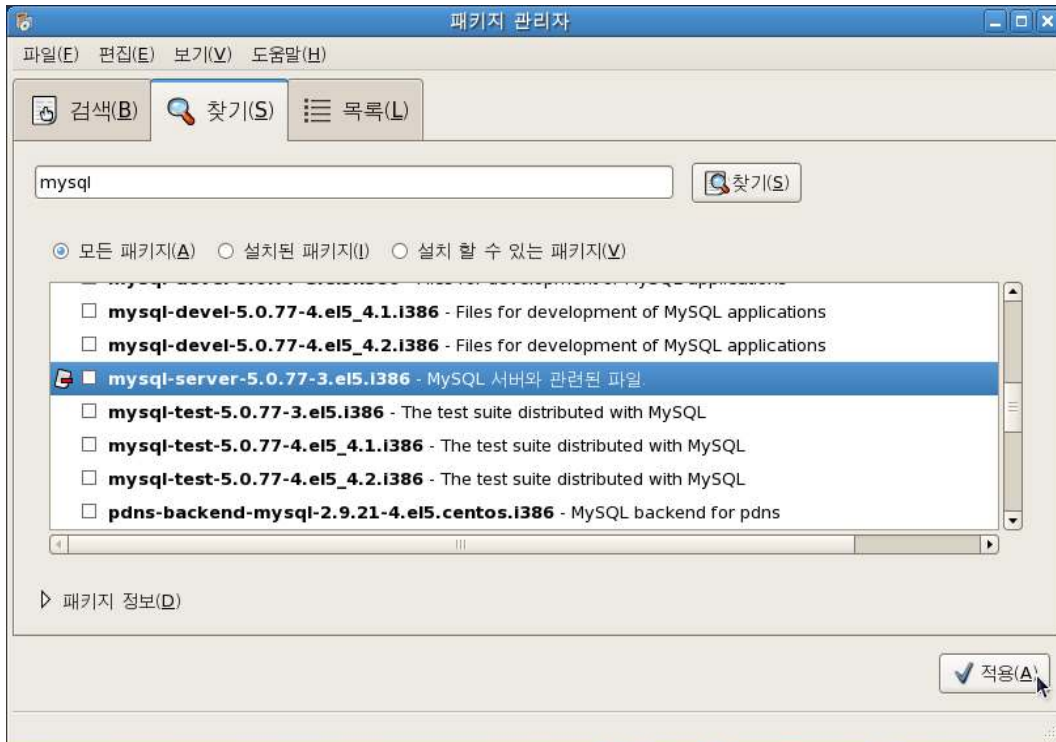 패키지 관리자
파일(F) 편집(E) 보기(V) 도움말(H)
검색(B) 찾기(S) 목록(L)
mysql 찾기(S)
모든 패키지(A) 설치된 패키지(I) 설치 할 수 있는 패키지(V)
mysql-devel-5.0.77-4.el5_4.1.i386 - Files for development of MySQL applications
mysql-devel-5.0.77-4.el5_4.2.i386 - Files for development of MySQL applications
mysql-server-5.0.77-3.el5.i386 - MySQL 서버와 관련된 파일.
mysql-test-5.0.77-3.el5.i386 - The test suite distributed with MySQL
mysql-test-5.0.77-4.el5_4.1.i386 - The test suite distributed with MySQL
mysql-test-5.0.77-4.el5_4.2.i386 - The test suite distributed with MySQL
pdns-backend-mysql-2.9.21-4.el5.centos.i386 - MySQL backend for pdns
패키지 정보(D)
적용(A)